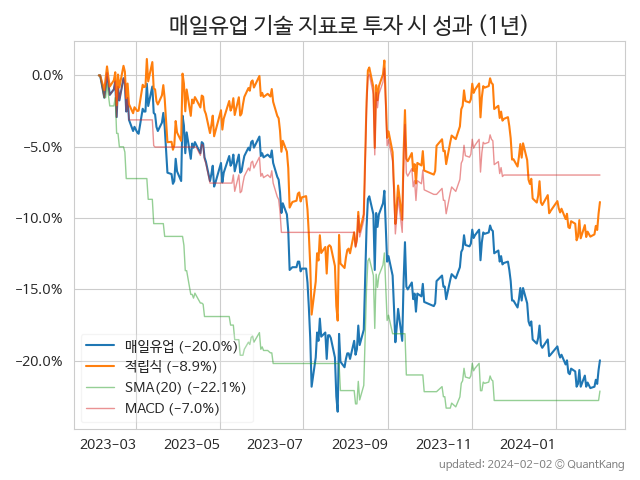 매일유업 기술 지표로 투자 시 성과 (1년)
0.0%
−5.0%
−10.0%
−15.0%
−20.0%
매일유업 (−20.0%)
적립식 (−8.9%)
SMA(20) (−22.1%)
MACD (−7.0%)
2023-03 2023-05 2023-07 2023-09 2023-11 2024-01
updated: 2024-02-02 © QuantKang